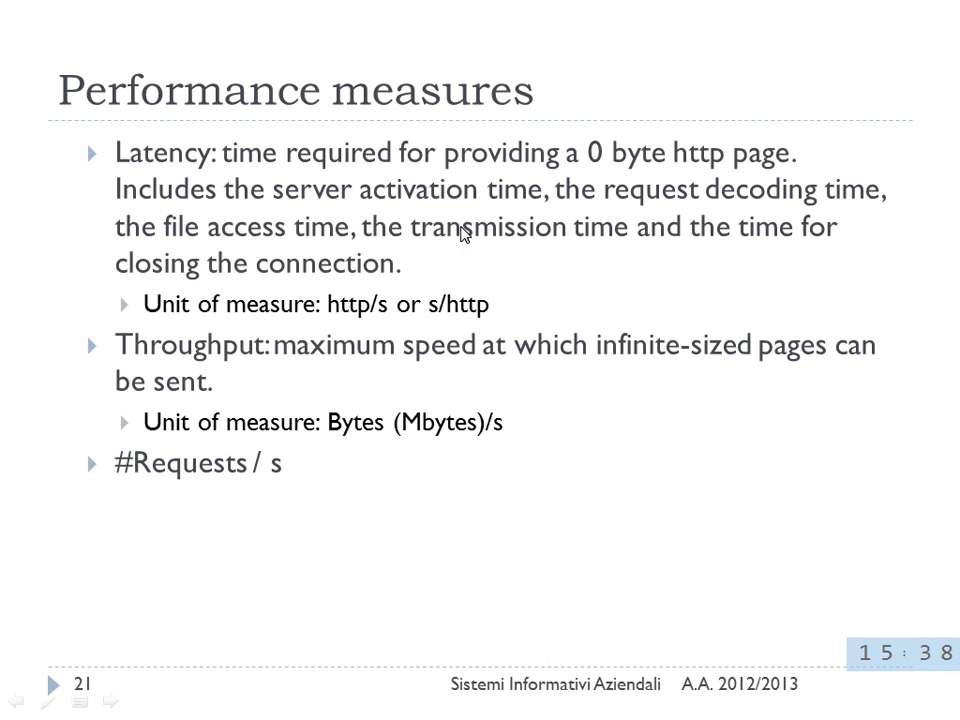 Performance measures
Latency: time required for providing a 0 byte http page.
Includes the server activation time, the request decoding time,
the file access time, the transmission time and the time for
closing the connection.
Unit of measure: http/s or s/http
Throughput: maximum speed at which infinite-sized pages can
be sent.
Unit of measure: Bytes (Mbytes)/s
#Requests / s
15:38
21
Sistemi Informativi Aziendali A.A. 2012/2013